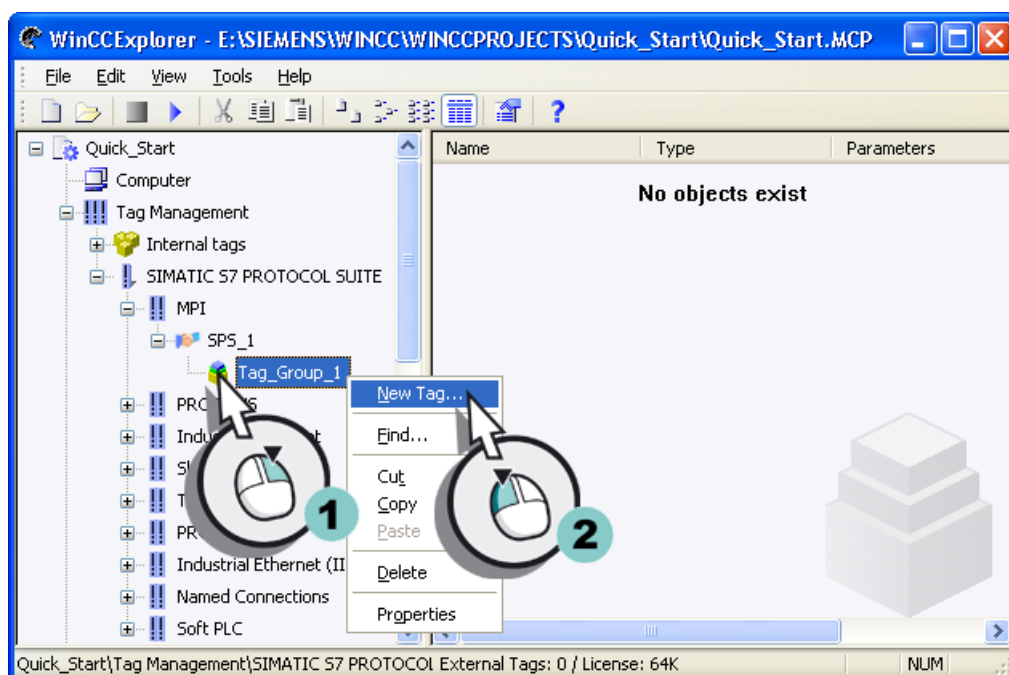 WinCCExplorer - E:\SIEMENS\WINCC\WINCCPROJECTS\Quick_Start\Quick_Start.MCP
File Edit View Tools Help
Name Type Parameters
No objects exist
Quick_Start
Computer
Tag Management
Internal tags
SIMATIC S7 PROTOCOL SUITE
MPI
SPS_1
Tag_Group_1
Industrial Ethernet (II
Named Connections
Soft PLC
New Tag...
Find...
Cut
Copy
Paste
Delete
Properties
1
2
Quick_Start\Tag Management\SIMATIC S7 PROTOCOL External Tags: 0 / License: 64K NUM